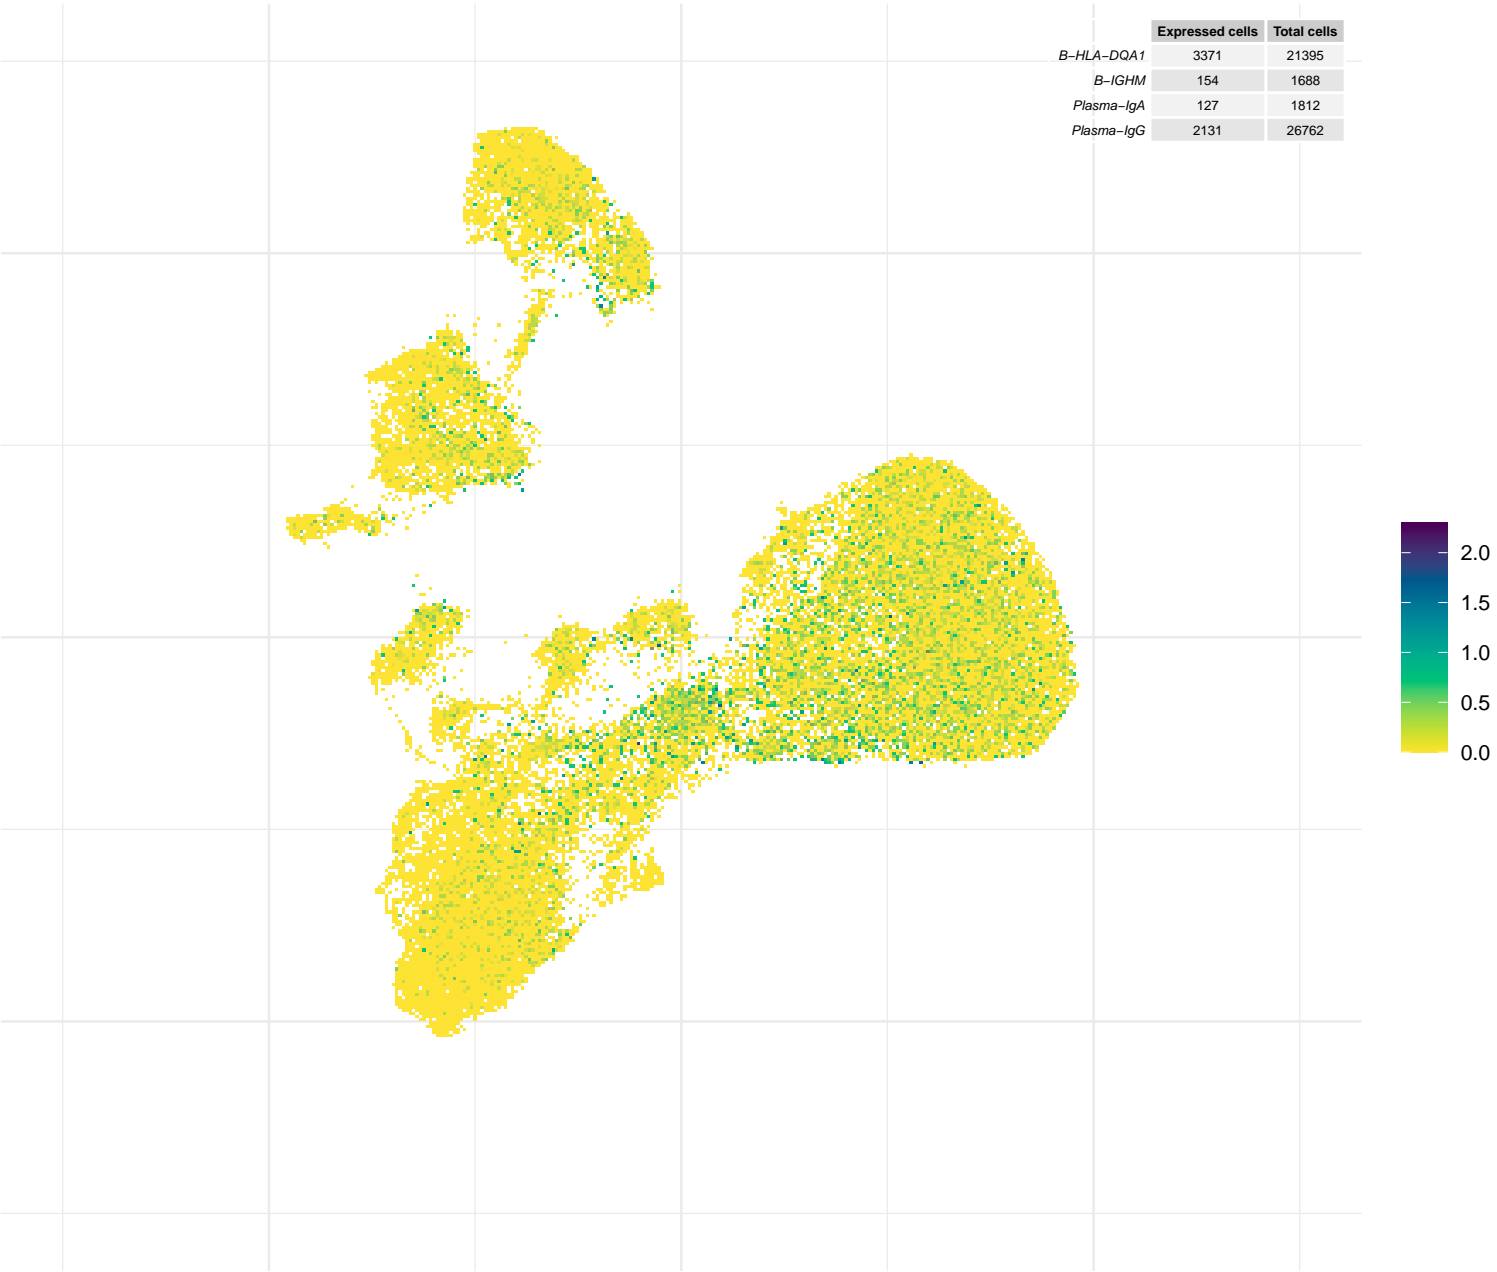 Expressed cells Total cells
B−HLA−DQA1 3371 21395
B−IGHM 154 1688
Plasma−IgA 127 1812
Plasma−IgG 2131 26762
2.0
1.5
1.0
0.5
0.0